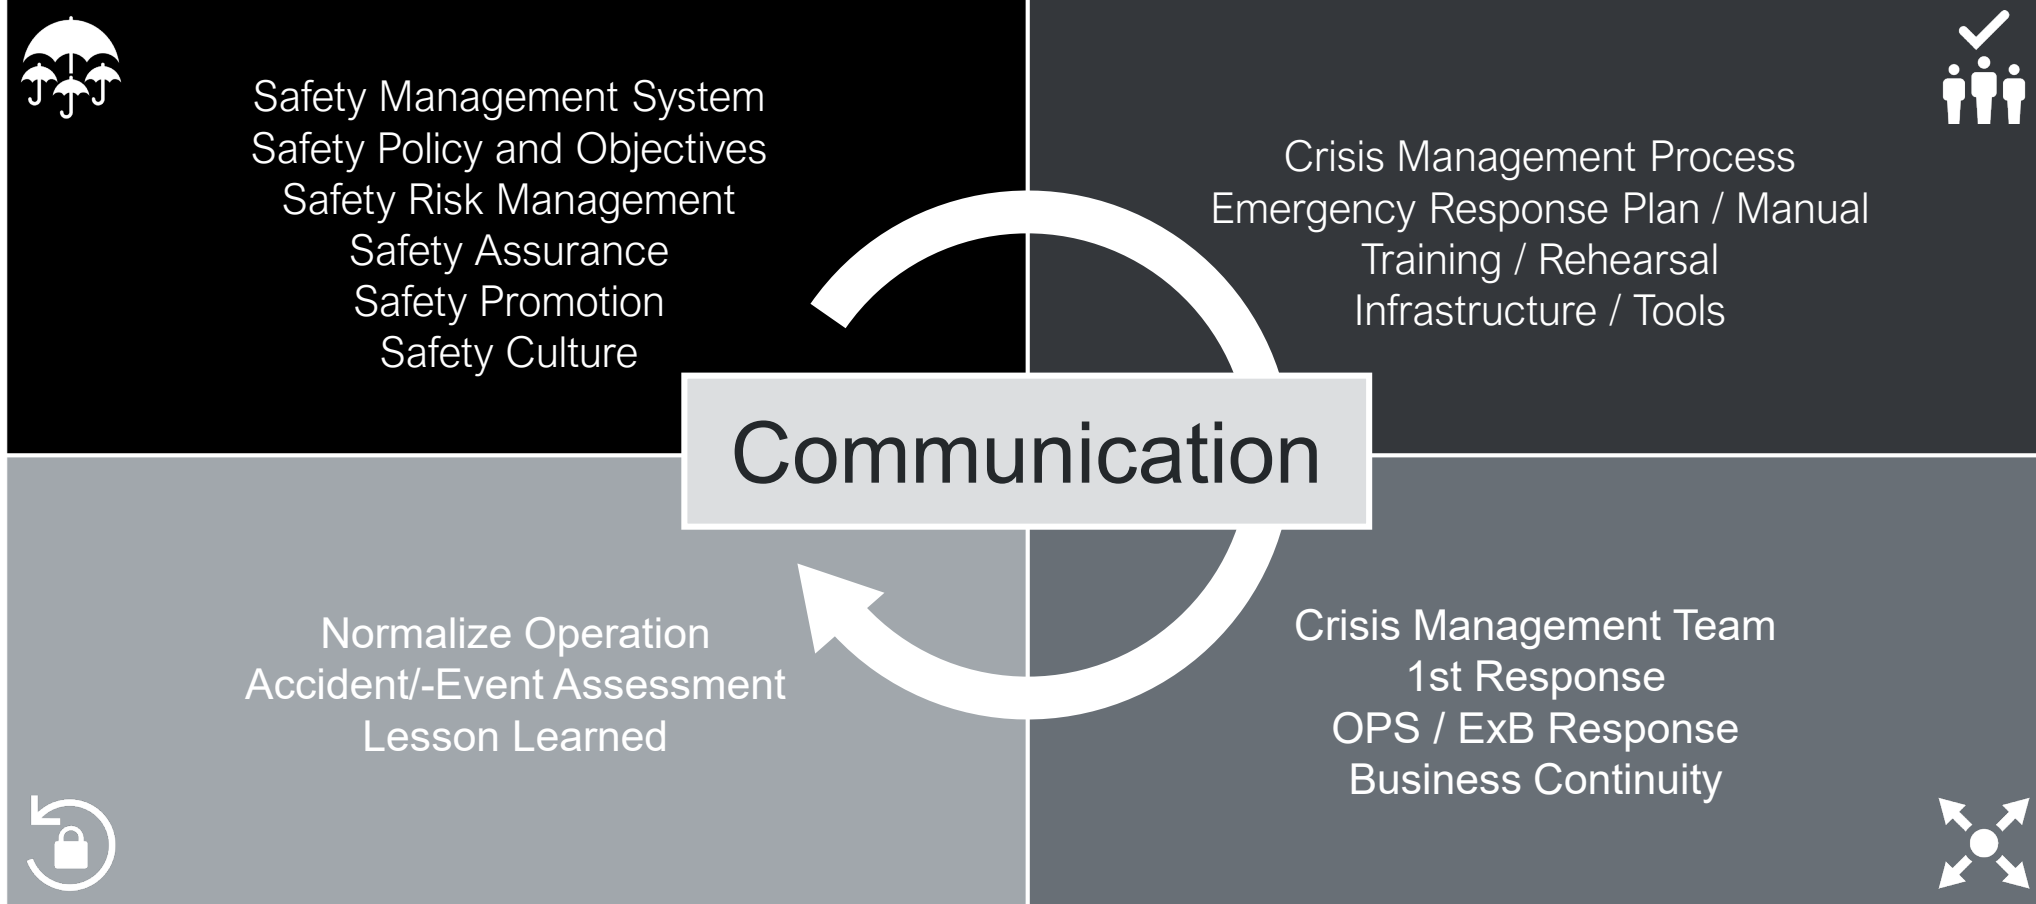 Safety Management System
Safety Policy and Objectives
Safety Risk Management
Safety Assurance
Safety Promotion
Safety Culture
Crisis Management Process
Emergency Response Plan / Manual
Training / Rehearsal
Infrastructure / Tools
Communication
Normalize Operation
Accident/-Event Assessment
Lesson Learned
Crisis Management Team
1st Response
OPS / ExB Response
Business Continuity